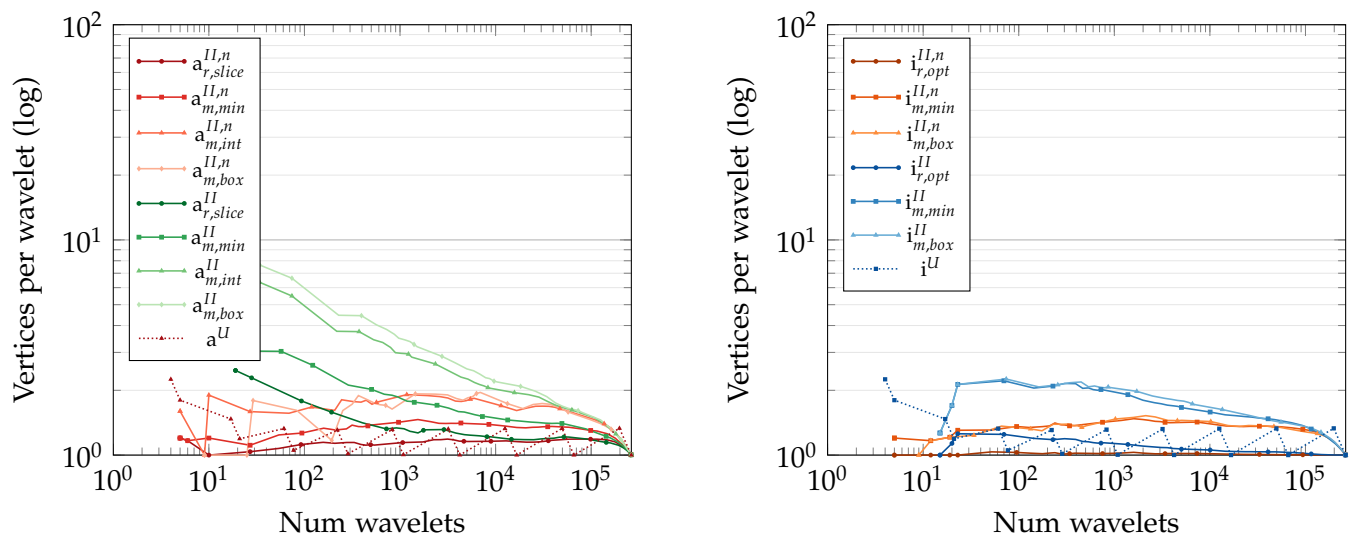 10^2
10^1
10^0
Vertices per wavelet (log)
a^{II,n}_{r,slice}
a^{II,n}_{m,min}
a^{II,n}_{m,int}
a^{II,n}_{m,box}
a^{II}_{r,slice}
a^{II}_{m,min}
a^{II}_{m,int}
a^{II}_{m,box}
a^U
10^0 10^1 10^2 10^3 10^4 10^5
Num wavelets
10^2
10^1
10^0
Vertices per wavelet (log)
i^{II,n}_{r,opt}
i^{II,n}_{m,min}
i^{II,n}_{m,box}
i^{II}_{r,opt}
i^{II}_{m,min}
i^{II}_{m,box}
i^U
10^0 10^1 10^2 10^3 10^4 10^5
Num wavelets